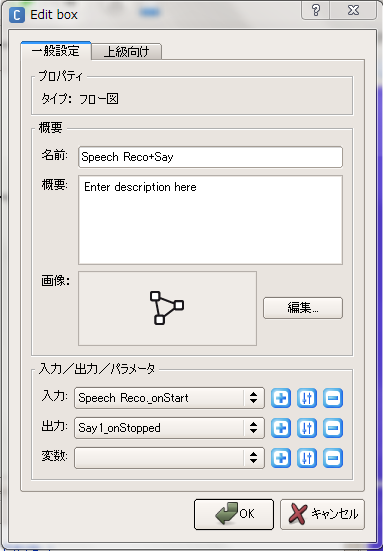 Edit box
一般設定
上級向け
プロパティ
タイプ: フロー図
概要
名前: Speech Reco+Say
概要: Enter description here
画像:
編集...
入力／出力／パラメータ
入力: Speech Reco._onStart
出力: Say1_onStopped
変数:
OK
キャンセル